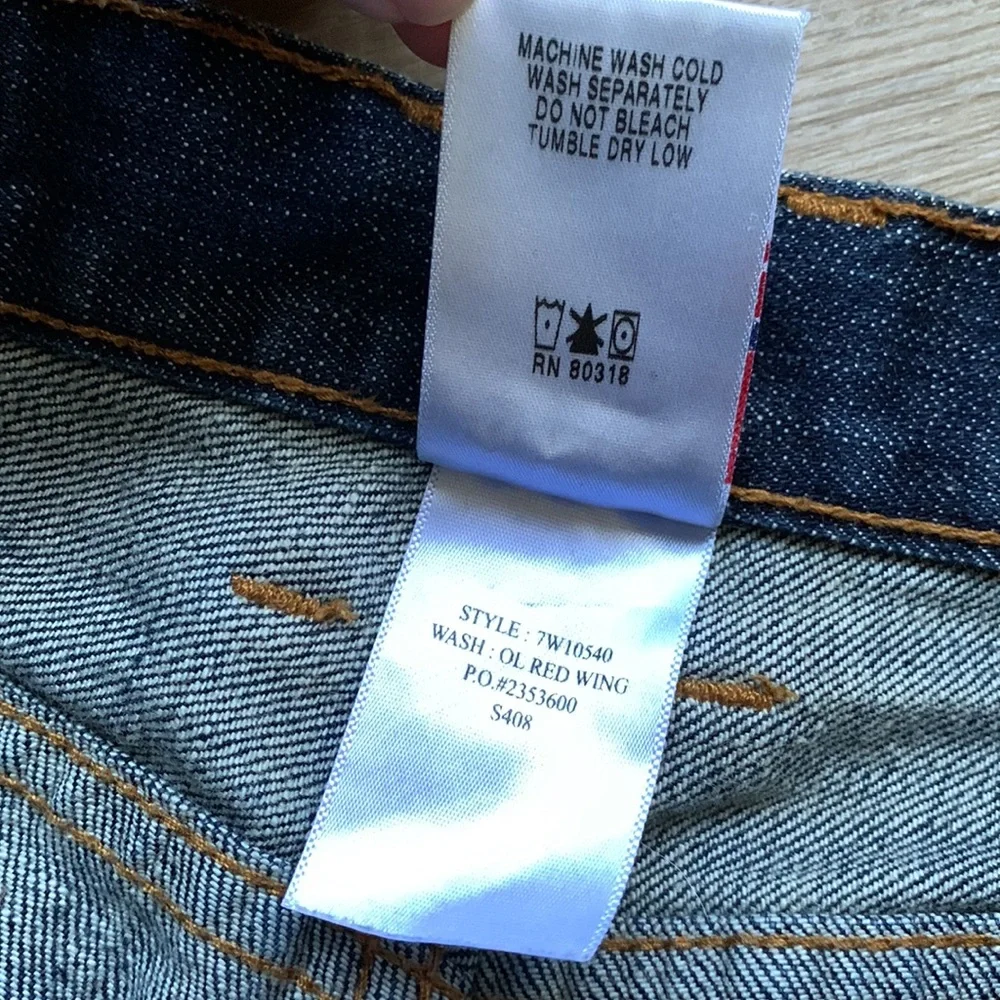 MACHINE WASH COLD
WASH SEPARATELY
DO NOT BLEACH
TUMBLE DRY LOW
RN 80318
STYLE : 7W10540
WASH : OL RED WING
P.O.#2353600
S408